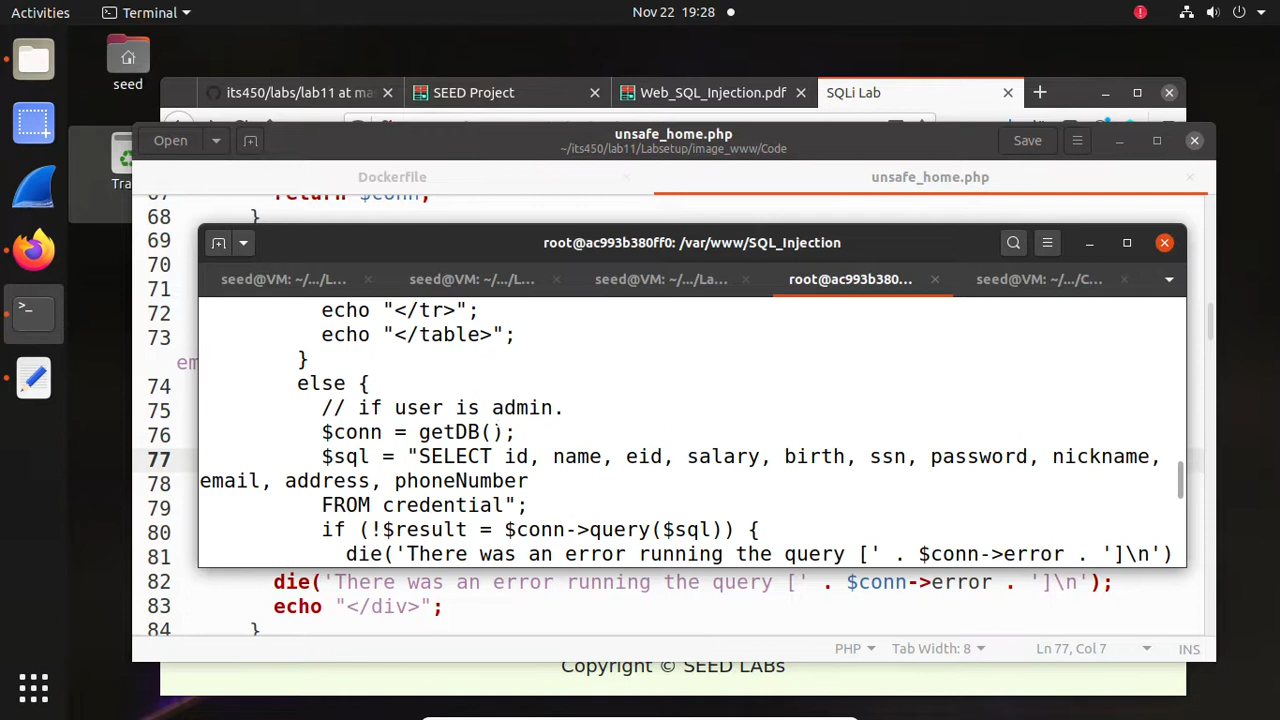 Activities
Terminal
Nov 22 19:28
seed
Tra
its450/labs/lab11 at ma
SEED Project
Web_SQL_Injection.pdf
SQLi Lab
Open
unsafe_home.php
~/its450/lab11/Labsetup/image_www/Code
Save
Dockerfile
unsafe_home.php
67 return $conn;
68 }
69
70
71
72
73
em
74
75
76
77
78
79
80
81
root@ac993b380ff0: /var/www/SQL_Injection
seed@VM: ~/.../L...
seed@VM: ~/.../L...
seed@VM: ~/.../La...
root@ac993b380...
seed@VM: ~/.../C...
echo "</tr>";
echo "</table>";
}
else {
// if user is admin.
$conn = getDB();
$sql = "SELECT id, name, eid, salary, birth, ssn, password, nickname,
email, address, phoneNumber
FROM credential";
if (!$result = $conn->query($sql)) {
die('There was an error running the query [' . $conn->error . ']\n')
82 die('There was an error running the query [' . $conn->error . ']\n');
83 echo "</div>";
84 }
PHP
Tab Width: 8
Ln 77, Col 7
INS
Copyright © SEED LABs